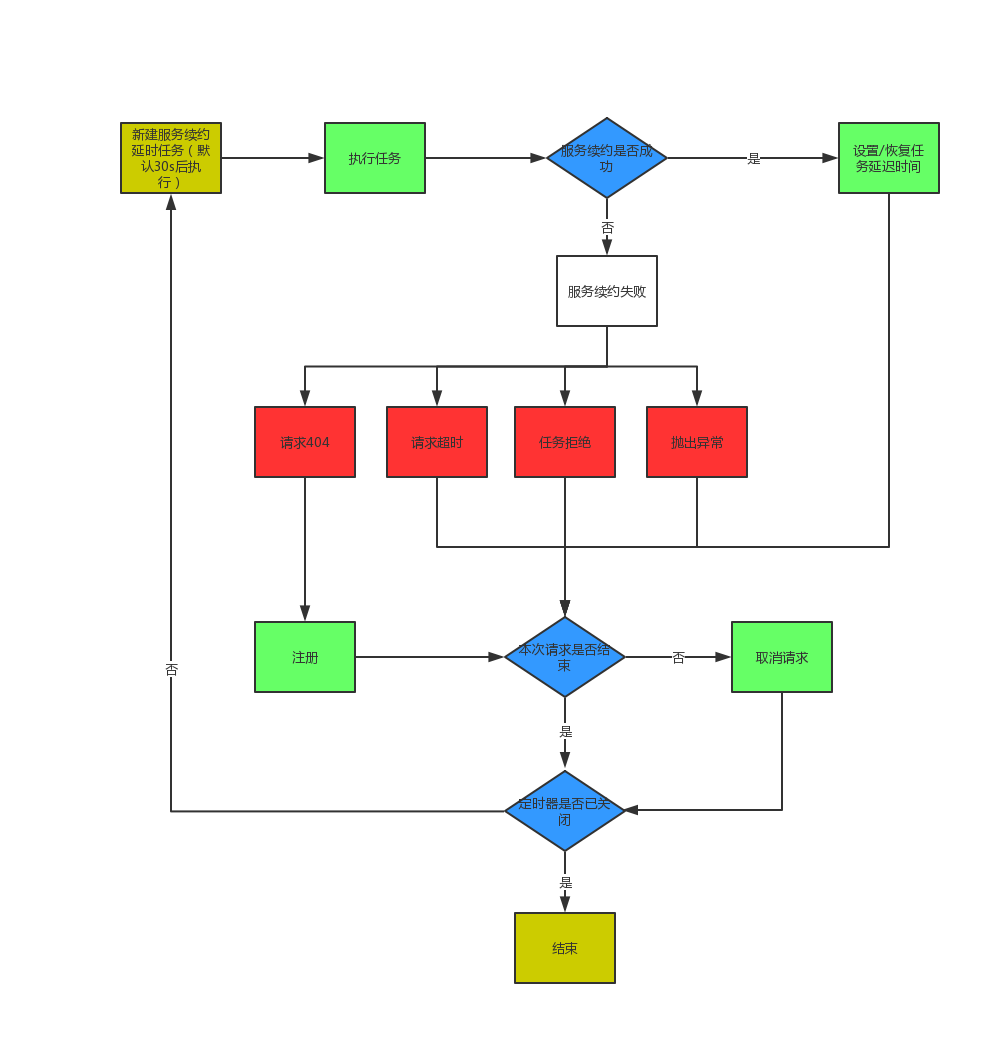 新建服务续约
延时任务（默
认30s后执
行）
执行任务
服务续约是否成
功
是
设置/恢复任
务延迟时间
否
服务续约失败
请求404
请求超时
任务拒绝
抛出异常
注册
本次请求是否结
束
否
取消请求
否
是
定时器是否已关
闭
是
结束